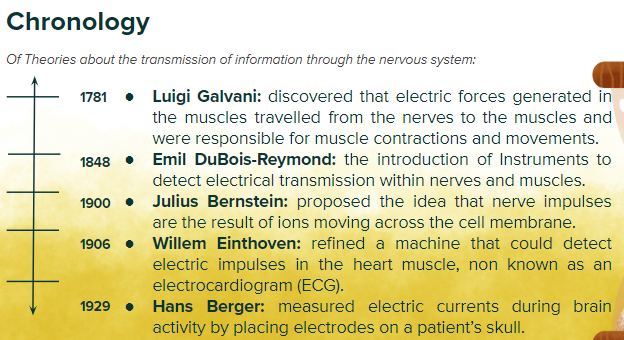 Chronology
Of Theories about the transmission of information through the nervous system:
1781 • Luigi Galvani: discovered that electric forces generated in
the muscles travelled from the nerves to the muscles and
were responsible for muscle contractions and movements.
1848 • Emil DuBois-Reymond: the introduction of Instruments to
detect electrical transmission within nerves and muscles.
1900 • Julius Bernstein: proposed the idea that nerve impulses
are the result of ions moving across the cell membrane.
1906 • Willem Einthoven: refined a machine that could detect
electric impulses in the heart muscle, non known as an
electrocardiogram (ECG).
1929 • Hans Berger: measured electric currents during brain
activity by placing electrodes on a patient's skull.